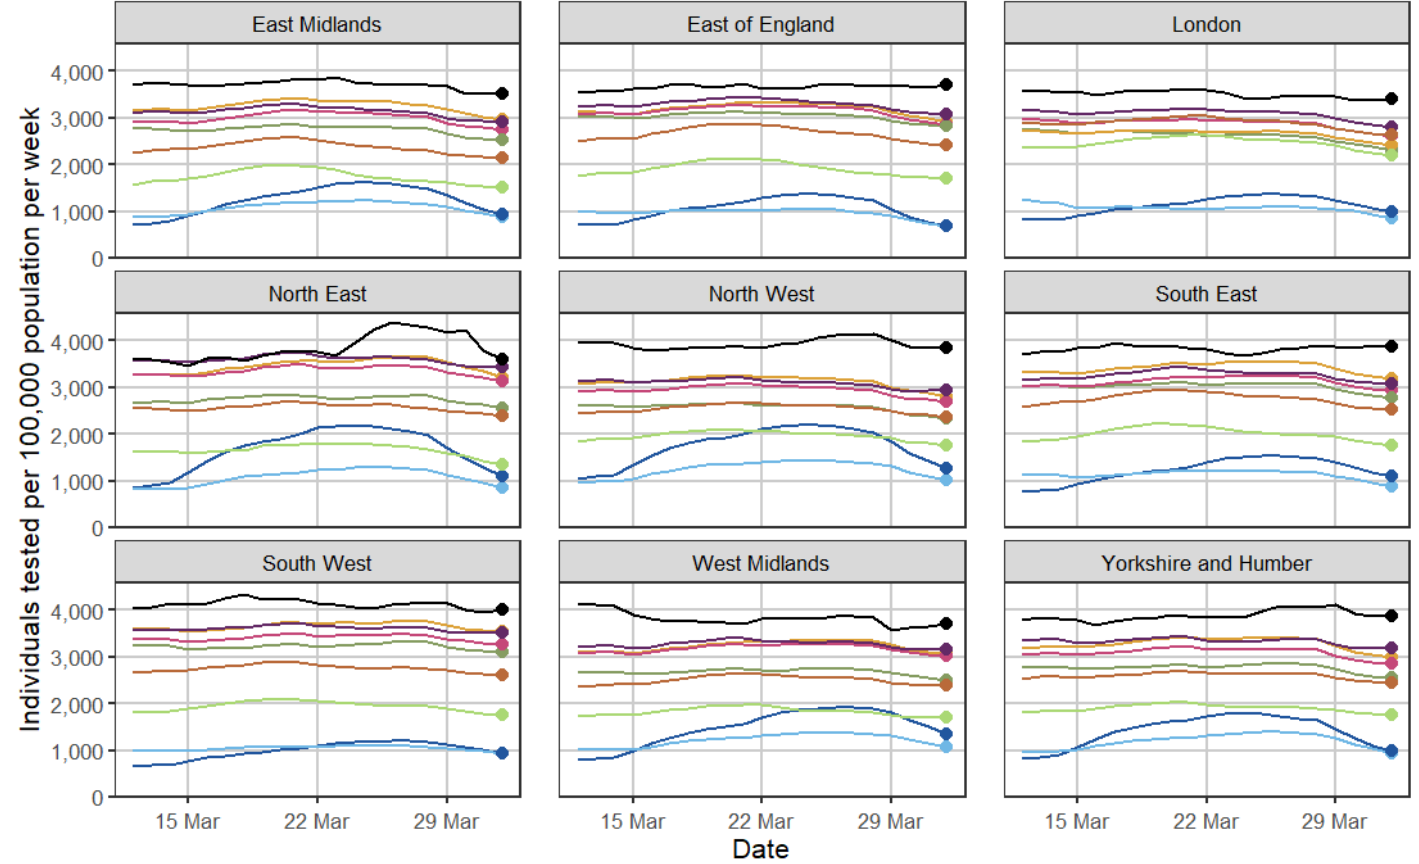 East Midlands
East of England
London
4,000
3,000
2,000
1,000
0
North East
North West
South East
4,000
3,000
2,000
1,000
0
South West
West Midlands
Yorkshire and Humber
4,000
3,000
2,000
1,000
0
15 Mar 22 Mar 29 Mar
15 Mar 22 Mar 29 Mar
15 Mar 22 Mar 29 Mar
Date
Individuals tested per 100,000 population per week